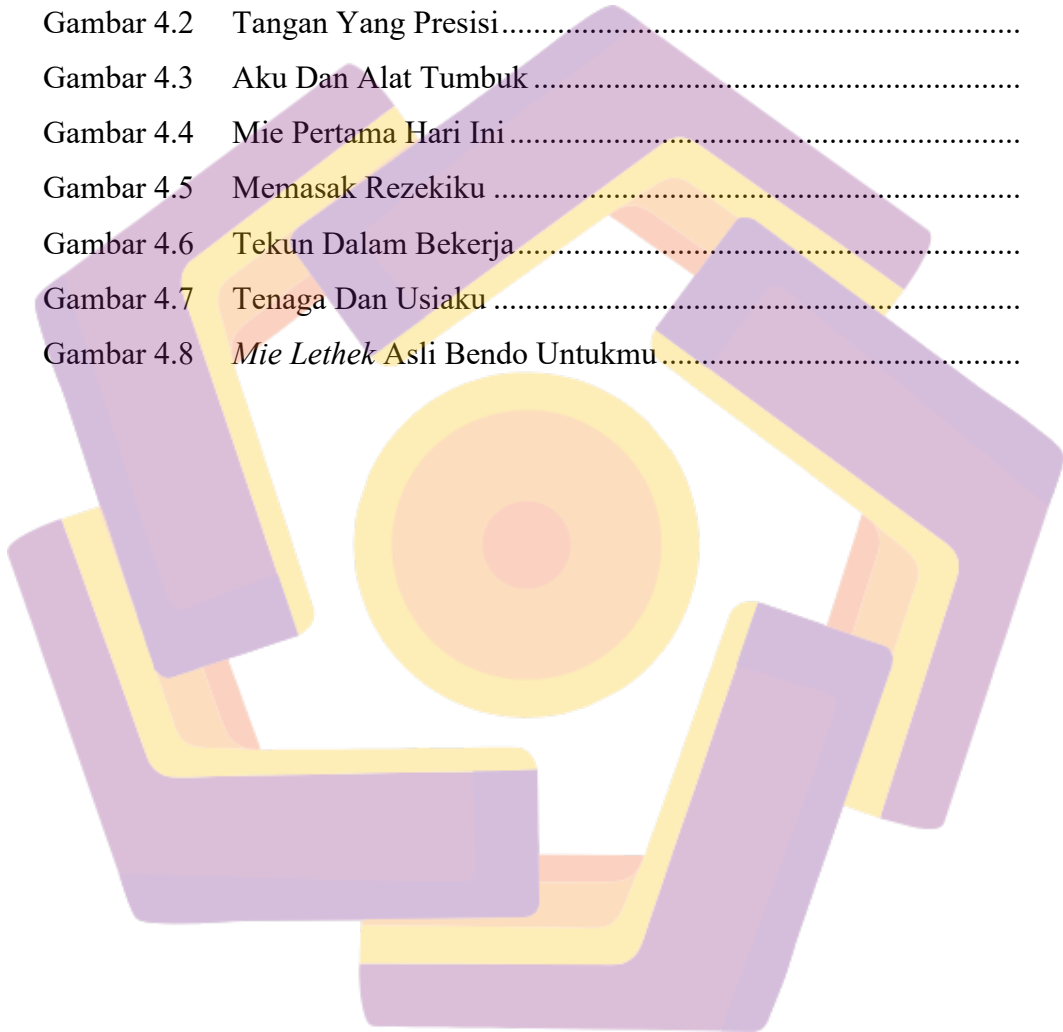 Gambar 4.2 Tangan Yang Presisi....................................................................
Gambar 4.3 Aku Dan Alat Tumbuk ................................................................
Gambar 4.4 Mie Pertama Hari Ini...................................................................
Gambar 4.5 Memasak Rezekiku .....................................................................
Gambar 4.6 Tekun Dalam Bekerja..................................................................
Gambar 4.7 Tenaga Dan Usiaku ......................................................................
Gambar 4.8 Mie Lethek Asli Bendo Untukmu...............................................